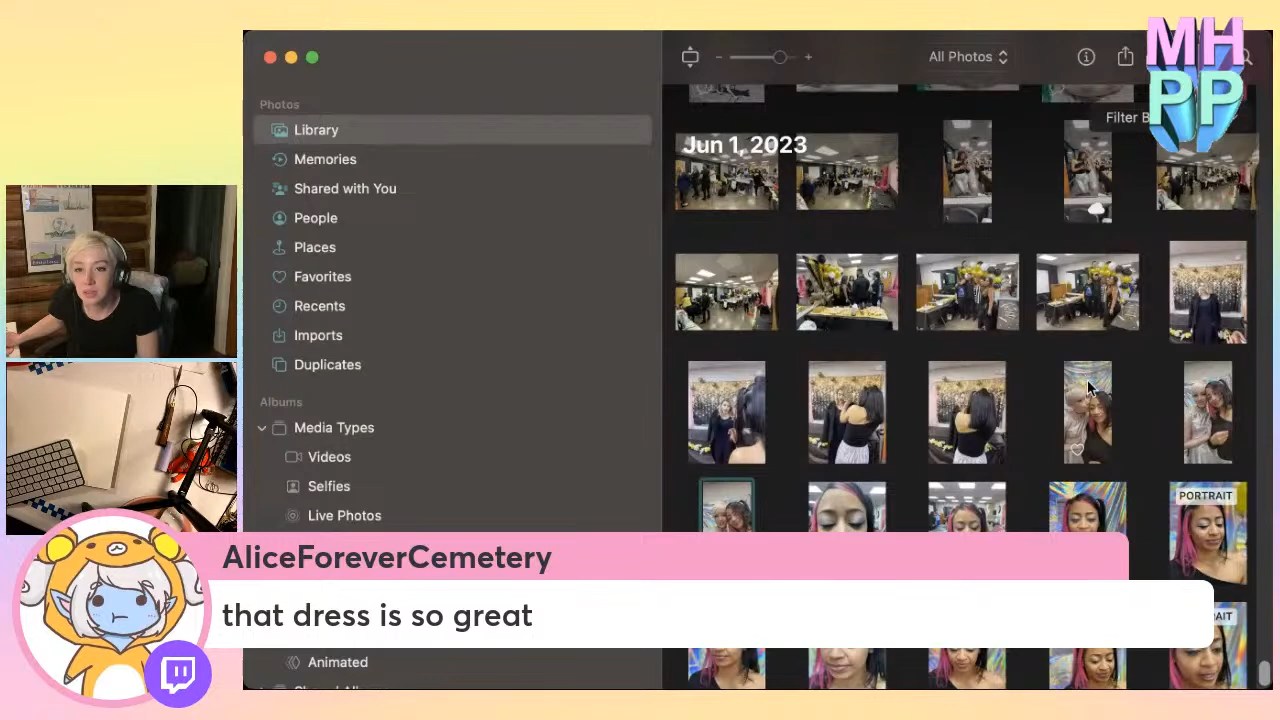 MH
PP
All Photos
Filter B
Photos
Library
Memories
Shared with You
People
Places
Favorites
Recents
Imports
Duplicates
Albums
Media Types
Videos
Selfies
Live Photos
Animated
Jun 1, 2023
PORTRAIT
AliceForeverCemetery
that dress is so great